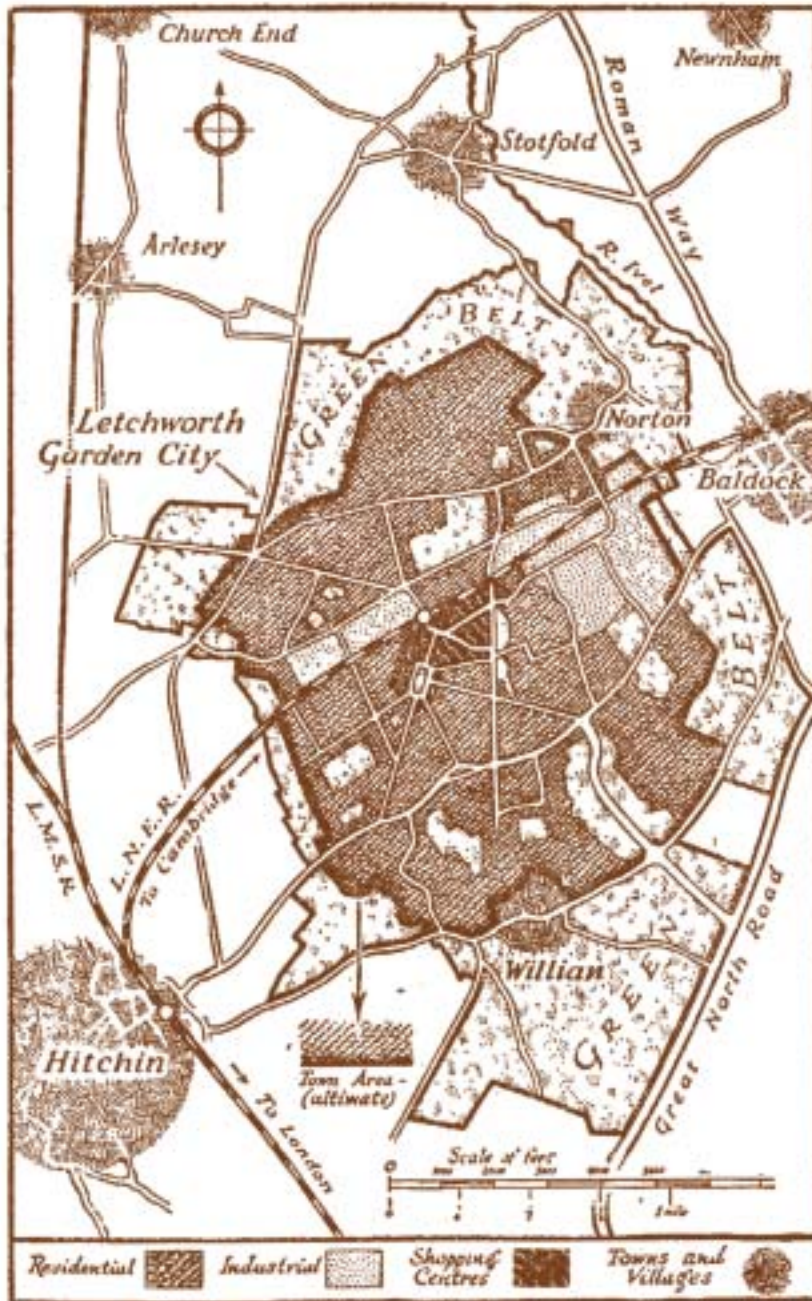 Church End
Newnham
Roman
Way
Stotfold
Arlesey
R. Ivel
GREEN
BELT
Letchworth
Garden City
Norton
Baldock
BELT
L.M.S.R.
L.N.E.R.
To Cambridge
Willian
GREEN
Great North Road
Hitchin
To London
Town Area -
(ultimate)
Scale of feet
0
1 mile
Residential
Industrial
Shopping
Centres
Towns and
Villages